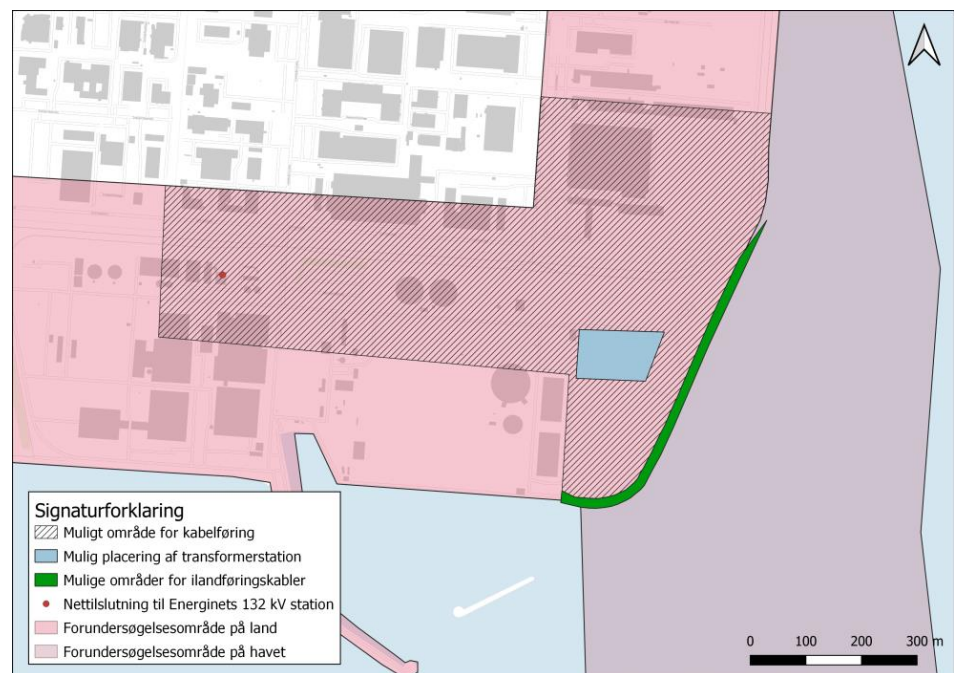 Signaturforklaring
Muligt område for kabelføring
Mulig placering af transformerstation
Mulige områder for ilandføringskabler
Nettilslutning til Energinets 132 kV station
Forundersøgelsesområde på land
Forundersøgelsesområde på havet
0 100 200 300 m